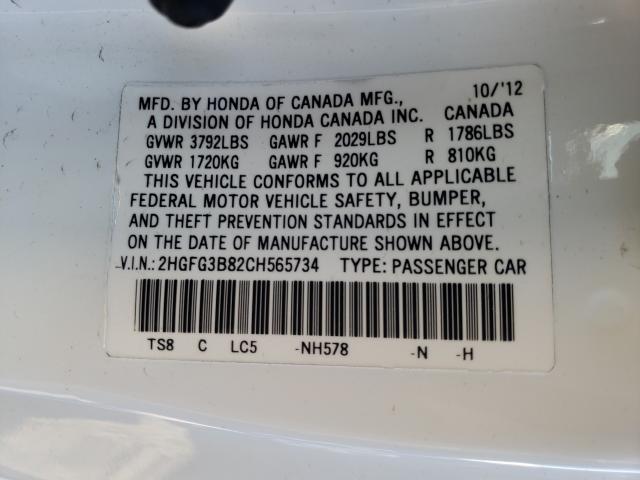 10/'12
MFD. BY HONDA OF CANADA MFG.,
A DIVISION OF HONDA CANADA INC. CANADA
GVWR 3792LBS GAWR F 2029LBS R 1786LBS
GVWR 1720KG GAWR F 920KG R 810KG
THIS VEHICLE CONFORMS TO ALL APPLICABLE
FEDERAL MOTOR VEHICLE SAFETY, BUMPER,
AND THEFT PREVENTION STANDARDS IN EFFECT
ON THE DATE OF MANUFACTURE SHOWN ABOVE.
V.I.N.: 2HGFG3B82CH565734 TYPE: PASSENGER CAR
TS8 C LC5 -NH578 -N -H